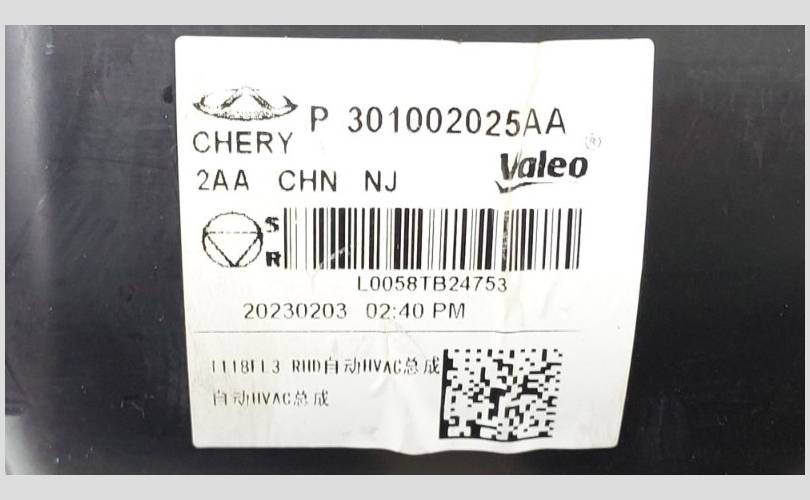 P 301002025AA
CHERY
Valeo ®
2AA CHN NJ
S
R
L0058TB24753
20230203 02:40 PM
T118FL3 RHD自动HVAC总成
自动HVAC总成